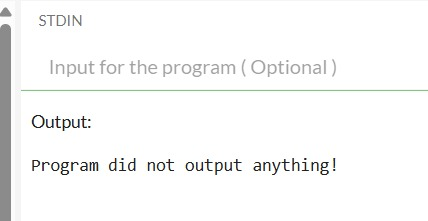 STDIN
Input for the program ( Optional )
Output:
Program did not output anything!